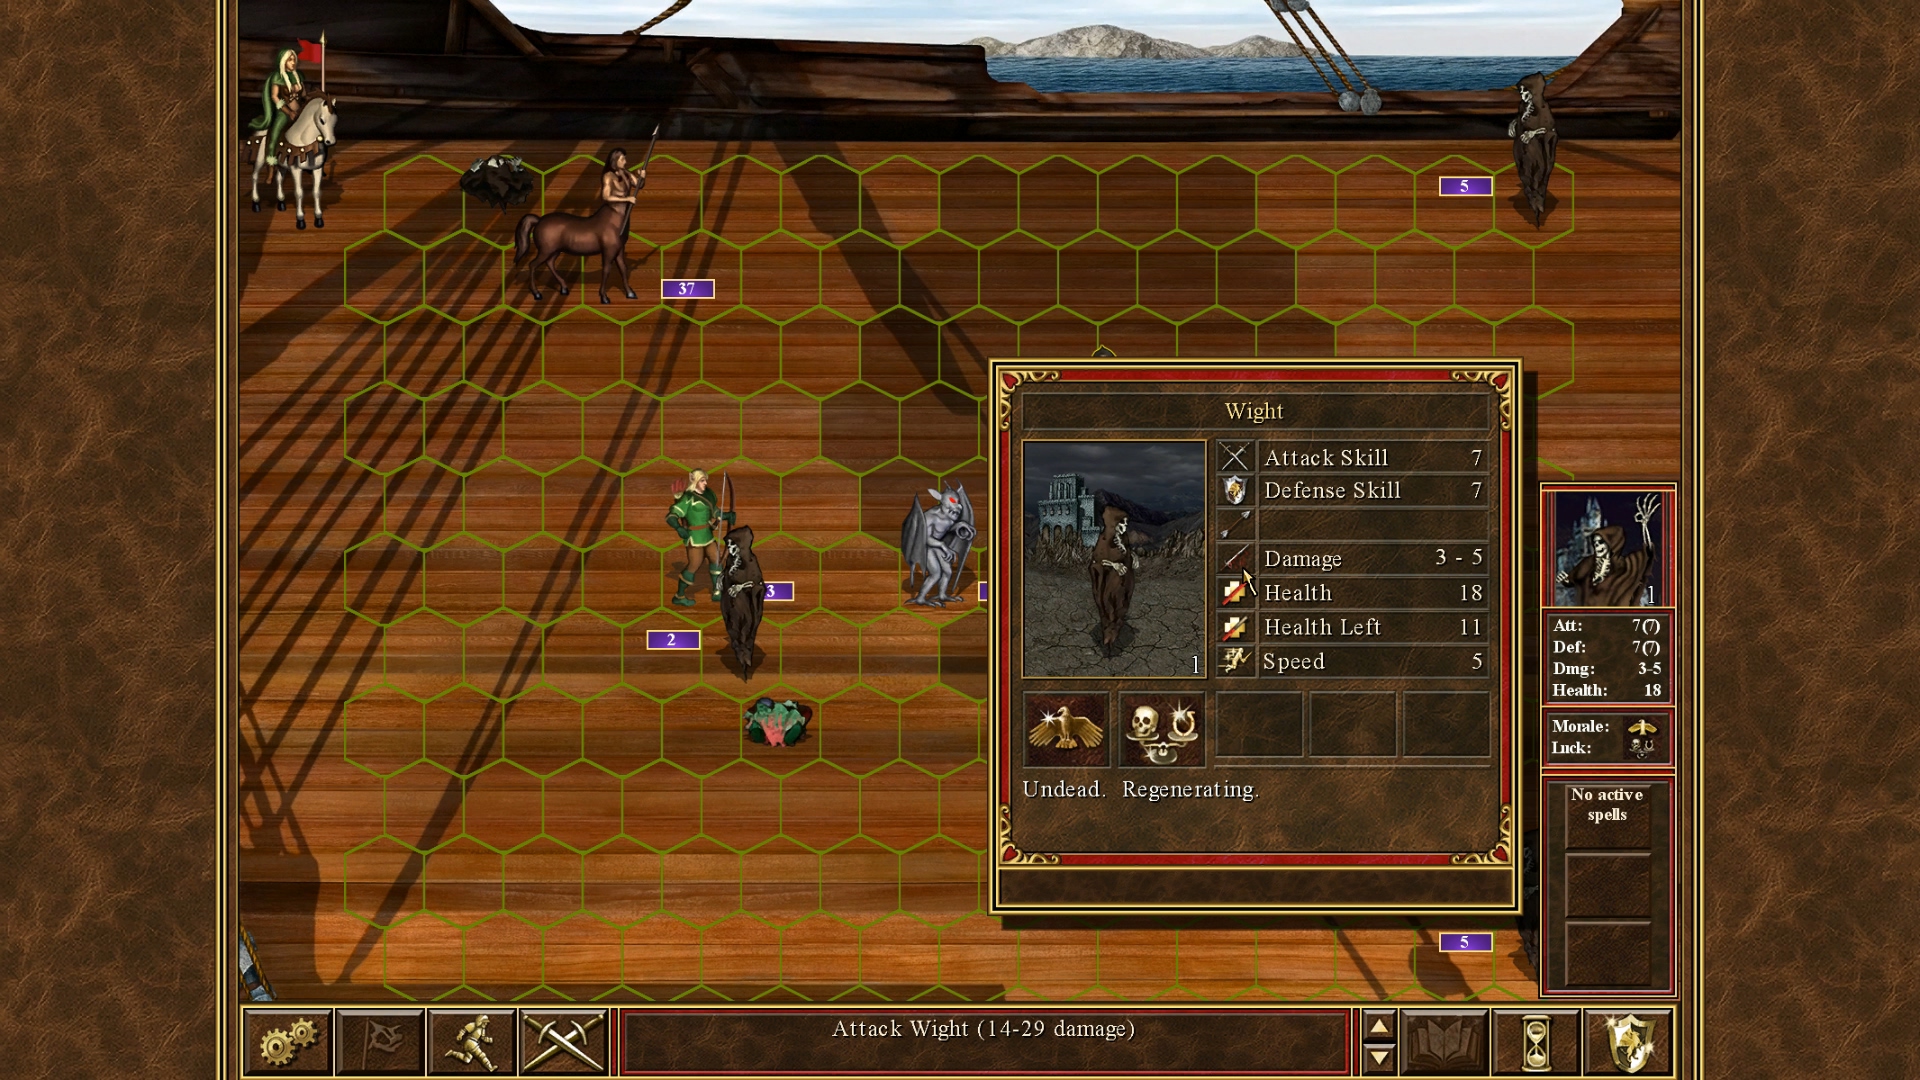 5
37
Wight
Attack Skill 7
Defense Skill 7
Damage 3 - 5
Health 18
Health Left 11
Speed 5
1
Undead. Regenerating.
3
2
1
Att: 7(7)
Def: 7(7)
Dmg: 3-5
Health: 18
Morale:
Luck:
No active
spells
5
Attack Wight (14-29 damage)